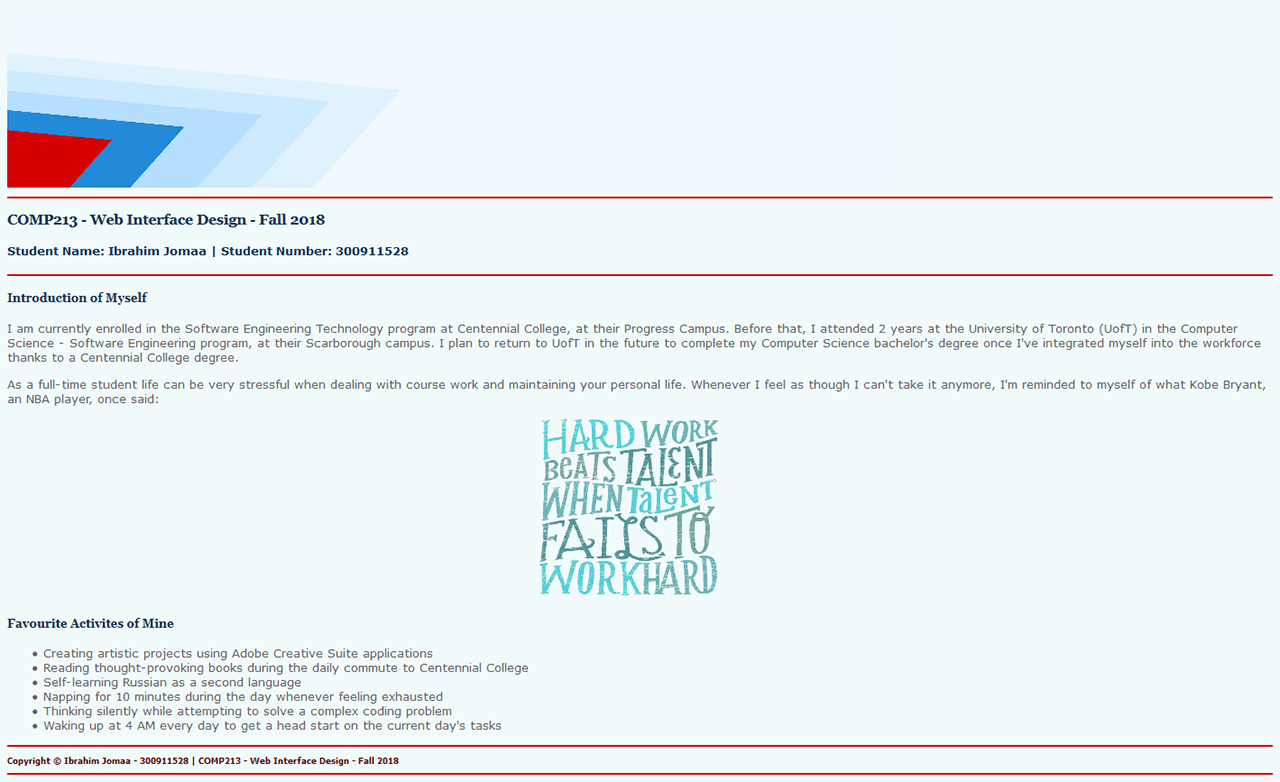 COMP213 - Web Interface Design - Fall 2018
Student Name: Ibrahim Jomaa | Student Number: 300911528
Introduction of Myself
I am currently enrolled in the Software Engineering Technology program at Centennial College, at their Progress Campus. Before that, I attended 2 years at the University of Toronto (UofT) in the Computer
Science - Software Engineering program, at their Scarborough campus. I plan to return to UofT in the future to complete my Computer Science bachelor's degree once I've integrated myself into the workforce
thanks to a Centennial College degree.
As a full-time student life can be very stressful when dealing with course work and maintaining your personal life. Whenever I feel as though I can't take it anymore, I'm reminded to myself of what Kobe Bryant,
an NBA player, once said:
HARD WORK
BEATS TALENT
WHEN TALENT
FAILS TO
WORK HARD
Favourite Activites of Mine
• Creating artistic projects using Adobe Creative Suite applications
• Reading thought-provoking books during the daily commute to Centennial College
• Self-learning Russian as a second language
• Napping for 10 minutes during the day whenever feeling exhausted
• Thinking silently while attempting to solve a complex coding problem
• Waking up at 4 AM every day to get a head start on the current day's tasks
Copyright © Ibrahim Jomaa - 300911528 | COMP213 - Web Interface Design - Fall 2018